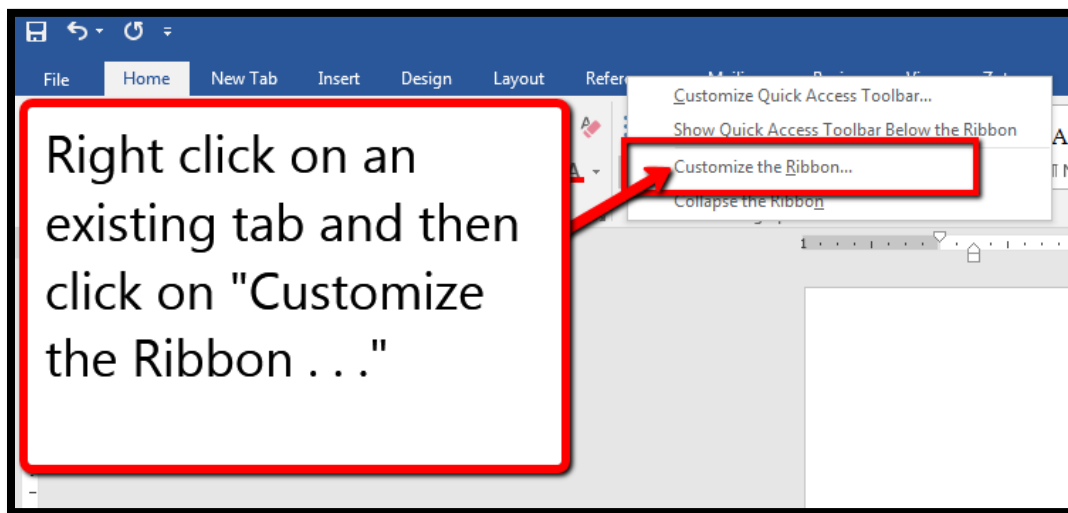 File Home New Tab Insert Design Layout
Customize Quick Access Toolbar...
Show Quick Access Toolbar Below the Ribbon
Customize the Ribbon...
Collapse the Ribbon
Right click on an
existing tab and then
click on "Customize
the Ribbon . . ."
1